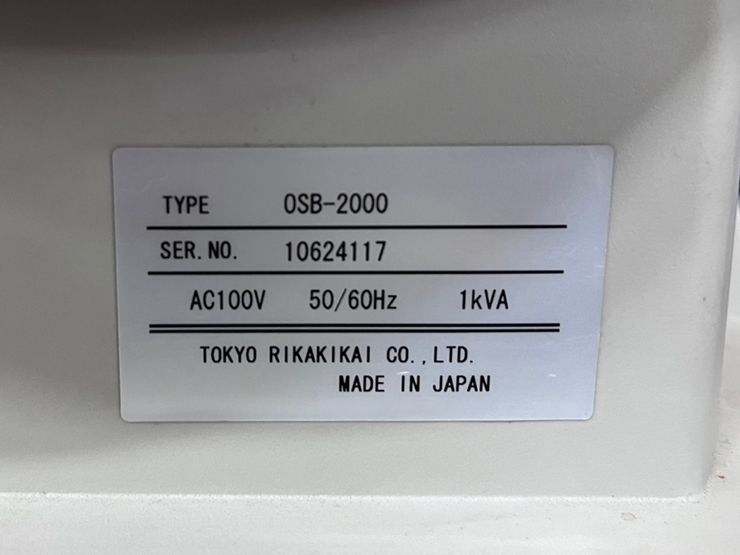 TYPE OSB-2000
SER.NO. 10624117
AC100V 50/60Hz 1kVA
TOKYO RIKAKIKAI CO.,LTD.
MADE IN JAPAN